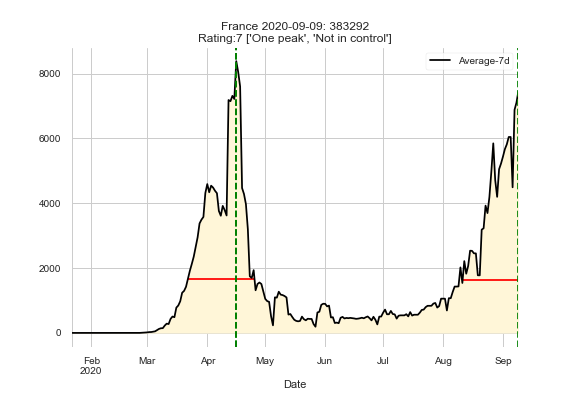 France 2020-09-09: 383292
Rating:7 ['One peak', 'Not in control']
Average-7d
8000
6000
4000
2000
0
Feb
2020
Mar
Apr
May
Jun
Jul
Aug
Sep
Date